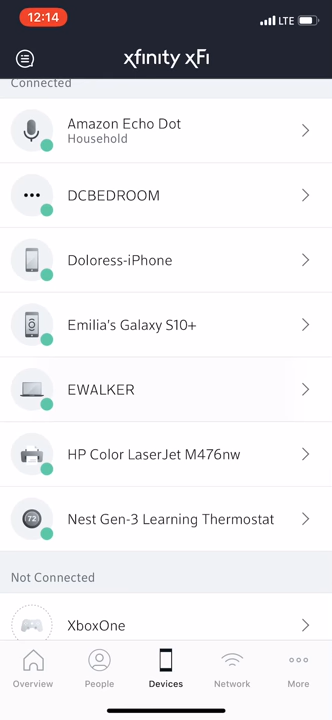 12:14
LTE
xfinity xFi
Connected
Amazon Echo Dot
Household
DCBEDROOM
Doloress-iPhone
Emilia's Galaxy S10+
EWALKER
HP Color LaserJet M476nw
72
Nest Gen-3 Learning Thermostat
Not Connected
XboxOne
Overview
People
Devices
Network
More